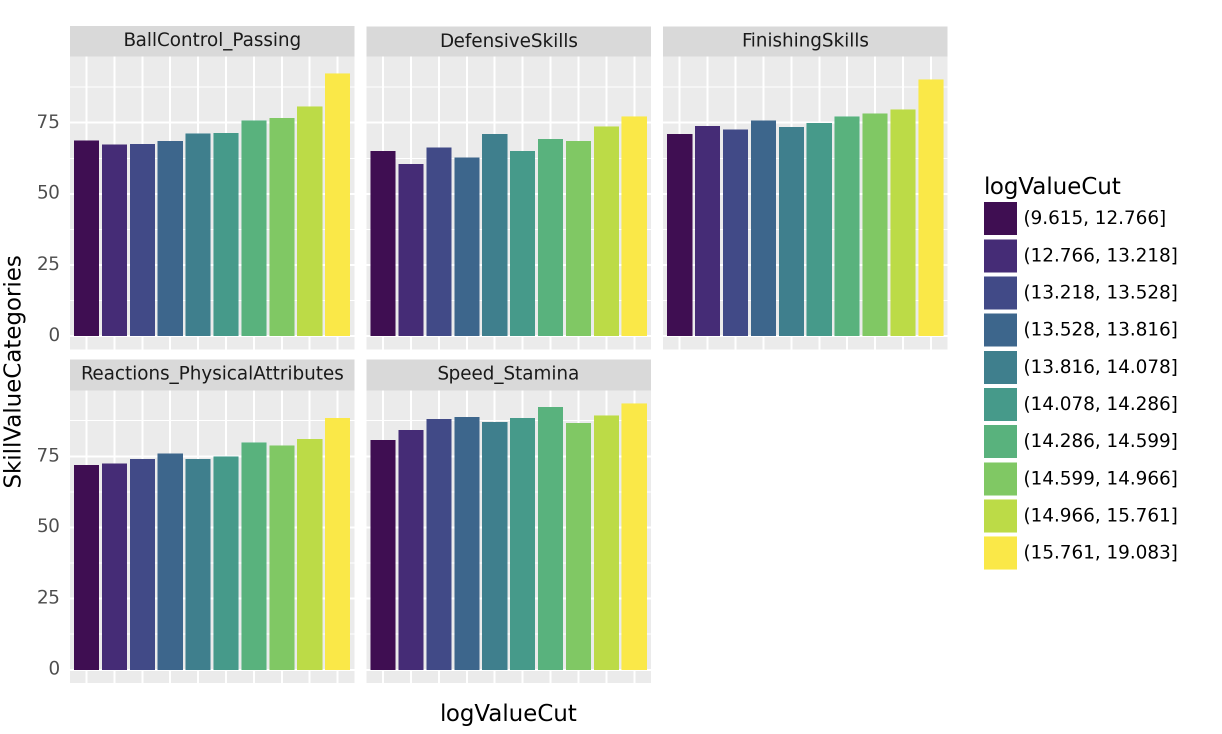 BallControl_Passing
DefensiveSkills
FinishingSkills
75
50
25
0
Reactions_PhysicalAttributes
Speed_Stamina
75
50
25
0
SkillValueCategories
logValueCut
logValueCut
(9.615, 12.766]
(12.766, 13.218]
(13.218, 13.528]
(13.528, 13.816]
(13.816, 14.078]
(14.078, 14.286]
(14.286, 14.599]
(14.599, 14.966]
(14.966, 15.761]
(15.761, 19.083]